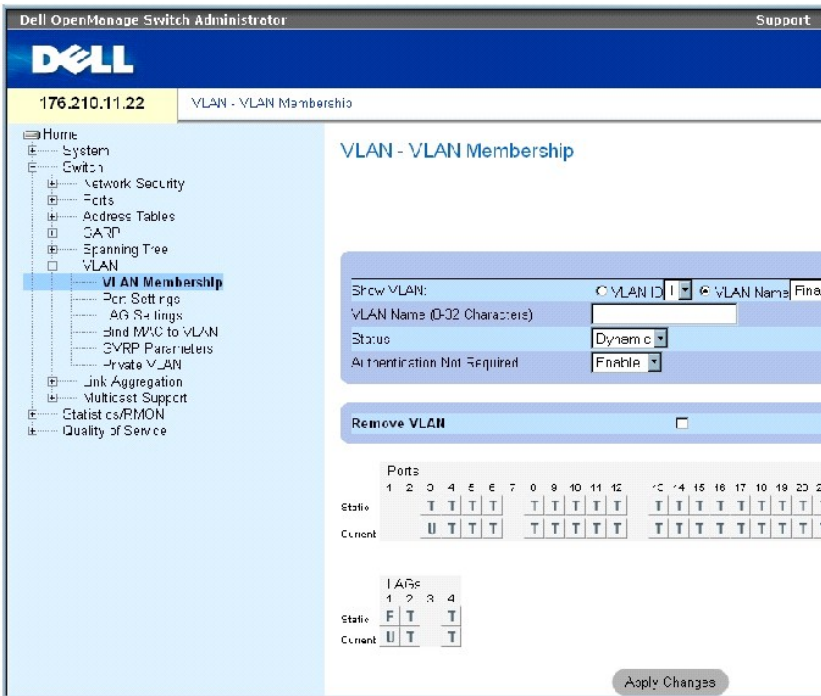 Dell OpenManage Switch Administrator Support
DELL
176.210.11.22 VLAN - VLAN Membership
Home
System
Switch
Network Security
Ports
Address Tables
GARP
Spanning Tree
VLAN
VLAN Membership
Port Settings
LAG Settings
Bind MAC to VLAN
GVRP Parameters
Private VLAN
Link Aggregation
Multicast Support
Statistics/RMON
Quality of Service
VLAN - VLAN Membership
Show VLAN: VLAN ID 1 VLAN Name Fina
VLAN Name (0-32 Characters)
Status Dynamic
Authentication Not Required Enable
Remove VLAN
Ports
1 2 3 4 5 6 7 8 9 10 11 12 13 14 15 16 17 18 19 20 2
Static T T T T T T T T T T T T T T T T T
Current U T T T T T T T T T T T T T T T T
LAGs
1 2 3 4
Static F T T
Current U T T
Apply Changes